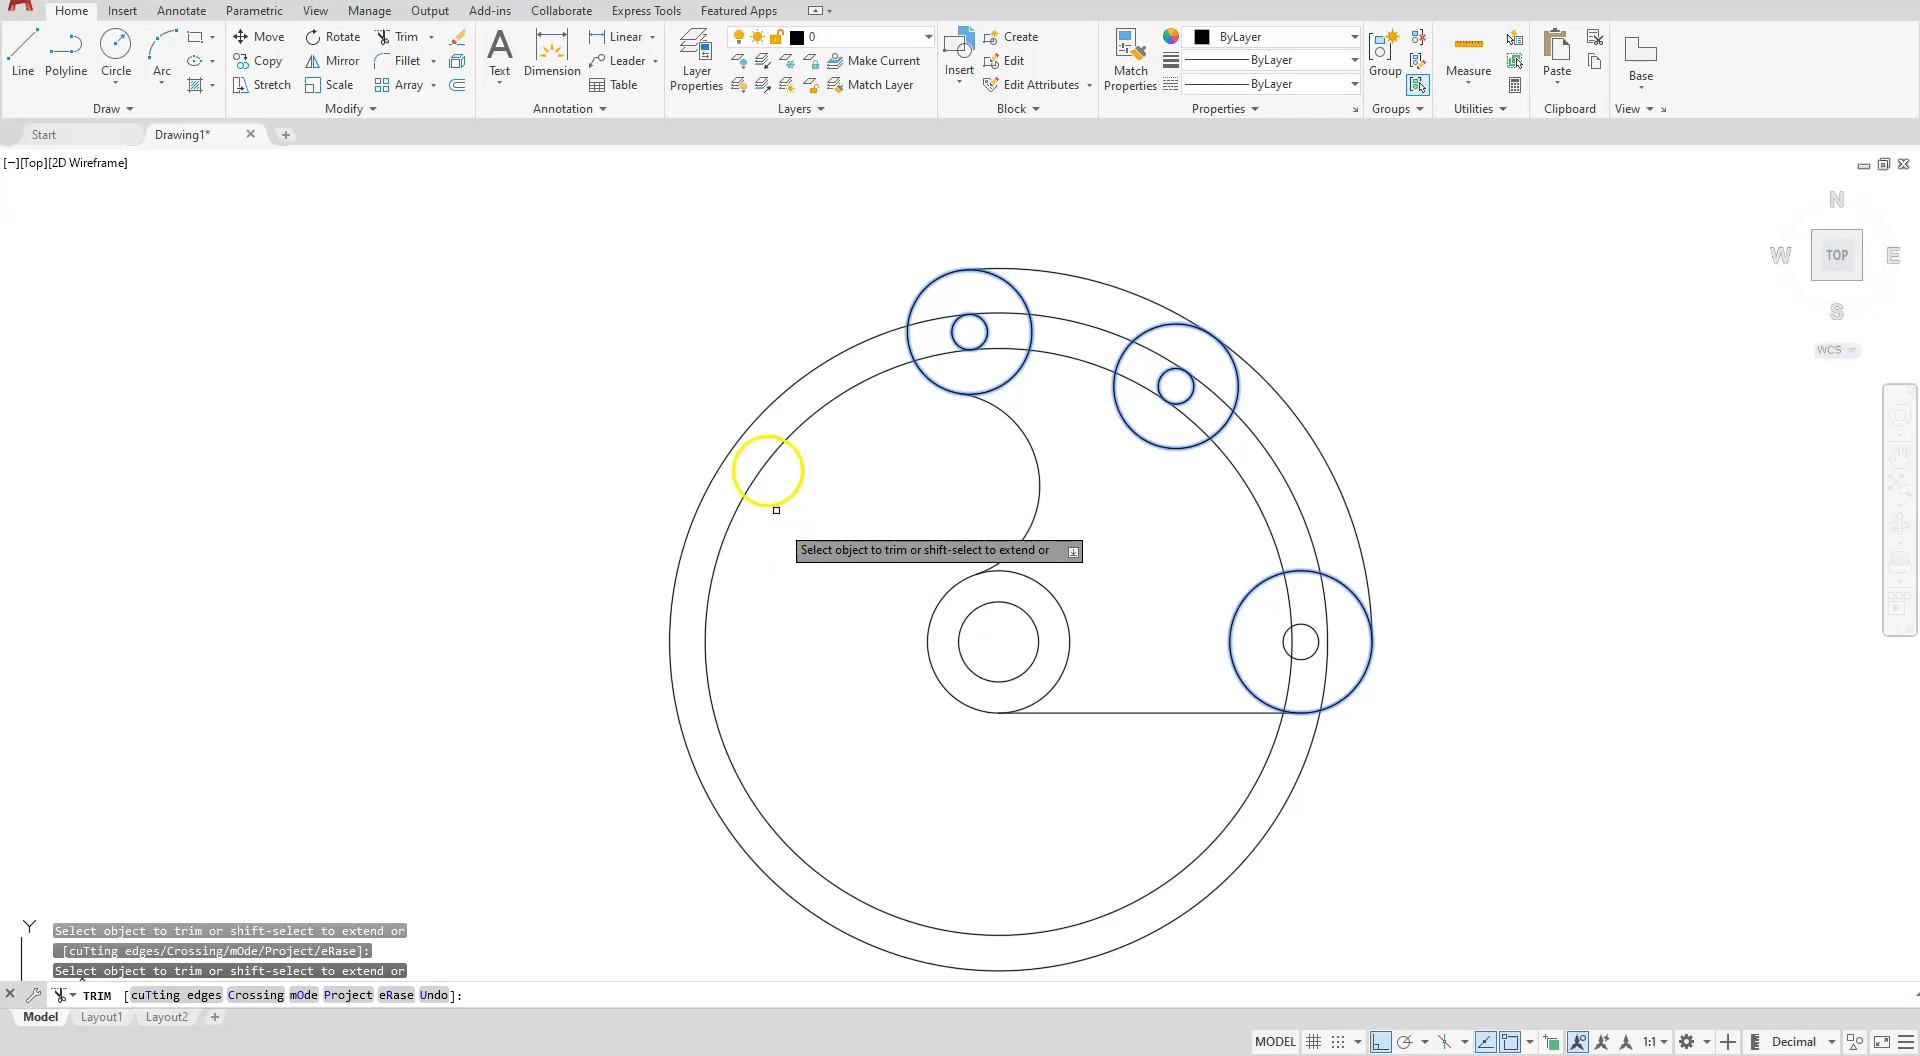 Home Insert Annotate Parametric View Manage Output Add-ins Collaborate Express Tools Featured Apps
Line Polyline Circle Arc
Move Rotate Trim
Copy Mirror Fillet
Stretch Scale Array
Text Dimension
Linear
Leader
Table
Layer Properties
0
Make Current
Match Layer
Insert
Create
Edit
Edit Attributes
Match Properties
ByLayer
ByLayer
ByLayer
Group
Measure
Paste
Base
Draw Modify Annotation Layers Block Properties Groups Utilities Clipboard View
Start Drawing1*
[−][Top][2D Wireframe]
N
W TOP E
S
WCS
Select object to trim or shift-select to extend or
Y
Select object to trim or shift-select to extend or
[cuTting edges/Crossing/mOde/Project/eRase]:
Select object to trim or shift-select to extend or
TRIM [cuTting edges Crossing mOde Project eRase Undo]:
Model Layout1 Layout2
MODEL 1:1 Decimal